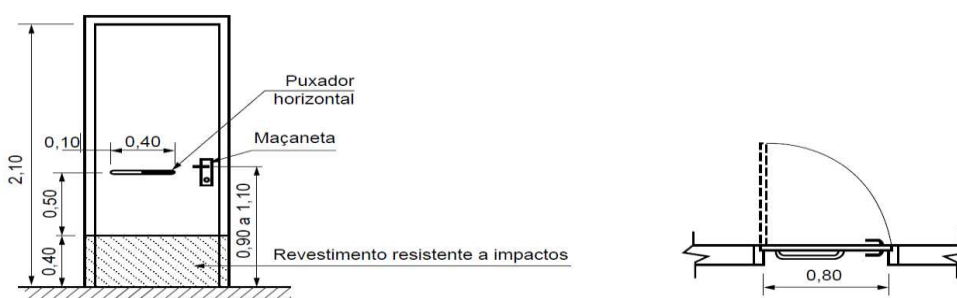 Puxador
horizontal
0,10
0,40
Maçaneta
2,10
0,50
0,90 a 1,10
0,40
Revestimento resistente a impactos
0,80